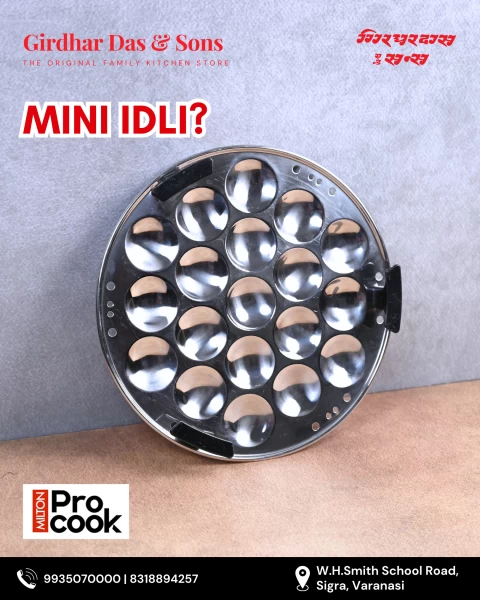 Girdhar Das & Sons
THE ORIGINAL FAMILY KITCHEN STORE
गिरधरदास
एण्ड सन्स
MINI IDLI?
MILTON
Pro
cook
9935070000 | 8318894257
W.H.Smith School Road,
Sigra, Varanasi